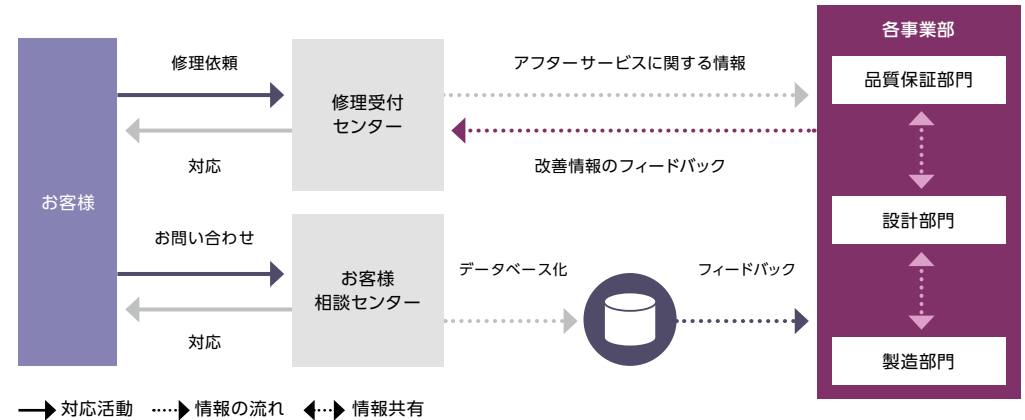 各事業部
修理依頼
アフターサービスに関する情報
品質保証部門
修理受付
センター
対応
改善情報のフィードバック
お客様
設計部門
お問い合わせ
お客様
相談センター
データベース化
フィードバック
対応
製造部門
対応活動 情報の流れ 情報共有